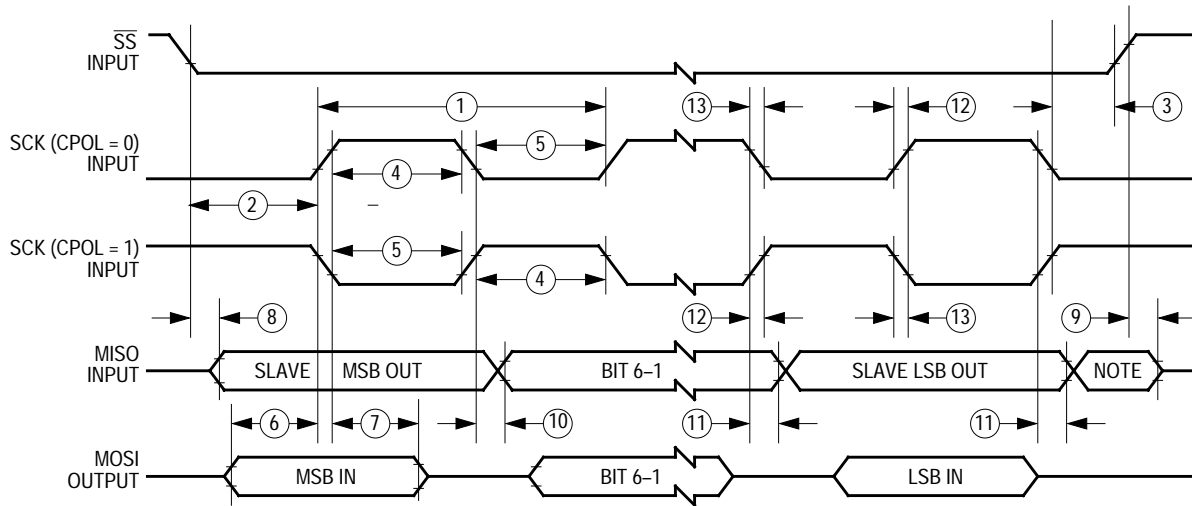 SS
INPUT
1
13
12
3
SCK (CPOL = 0)
INPUT
5
4
2
–
SCK (CPOL = 1)
INPUT
5
4
8
12
13
9
MISO
INPUT
SLAVE MSB OUT
BIT 6–1
SLAVE LSB OUT
NOTE
6
7
10
11
11
MOSI
OUTPUT
MSB IN
BIT 6–1
LSB IN